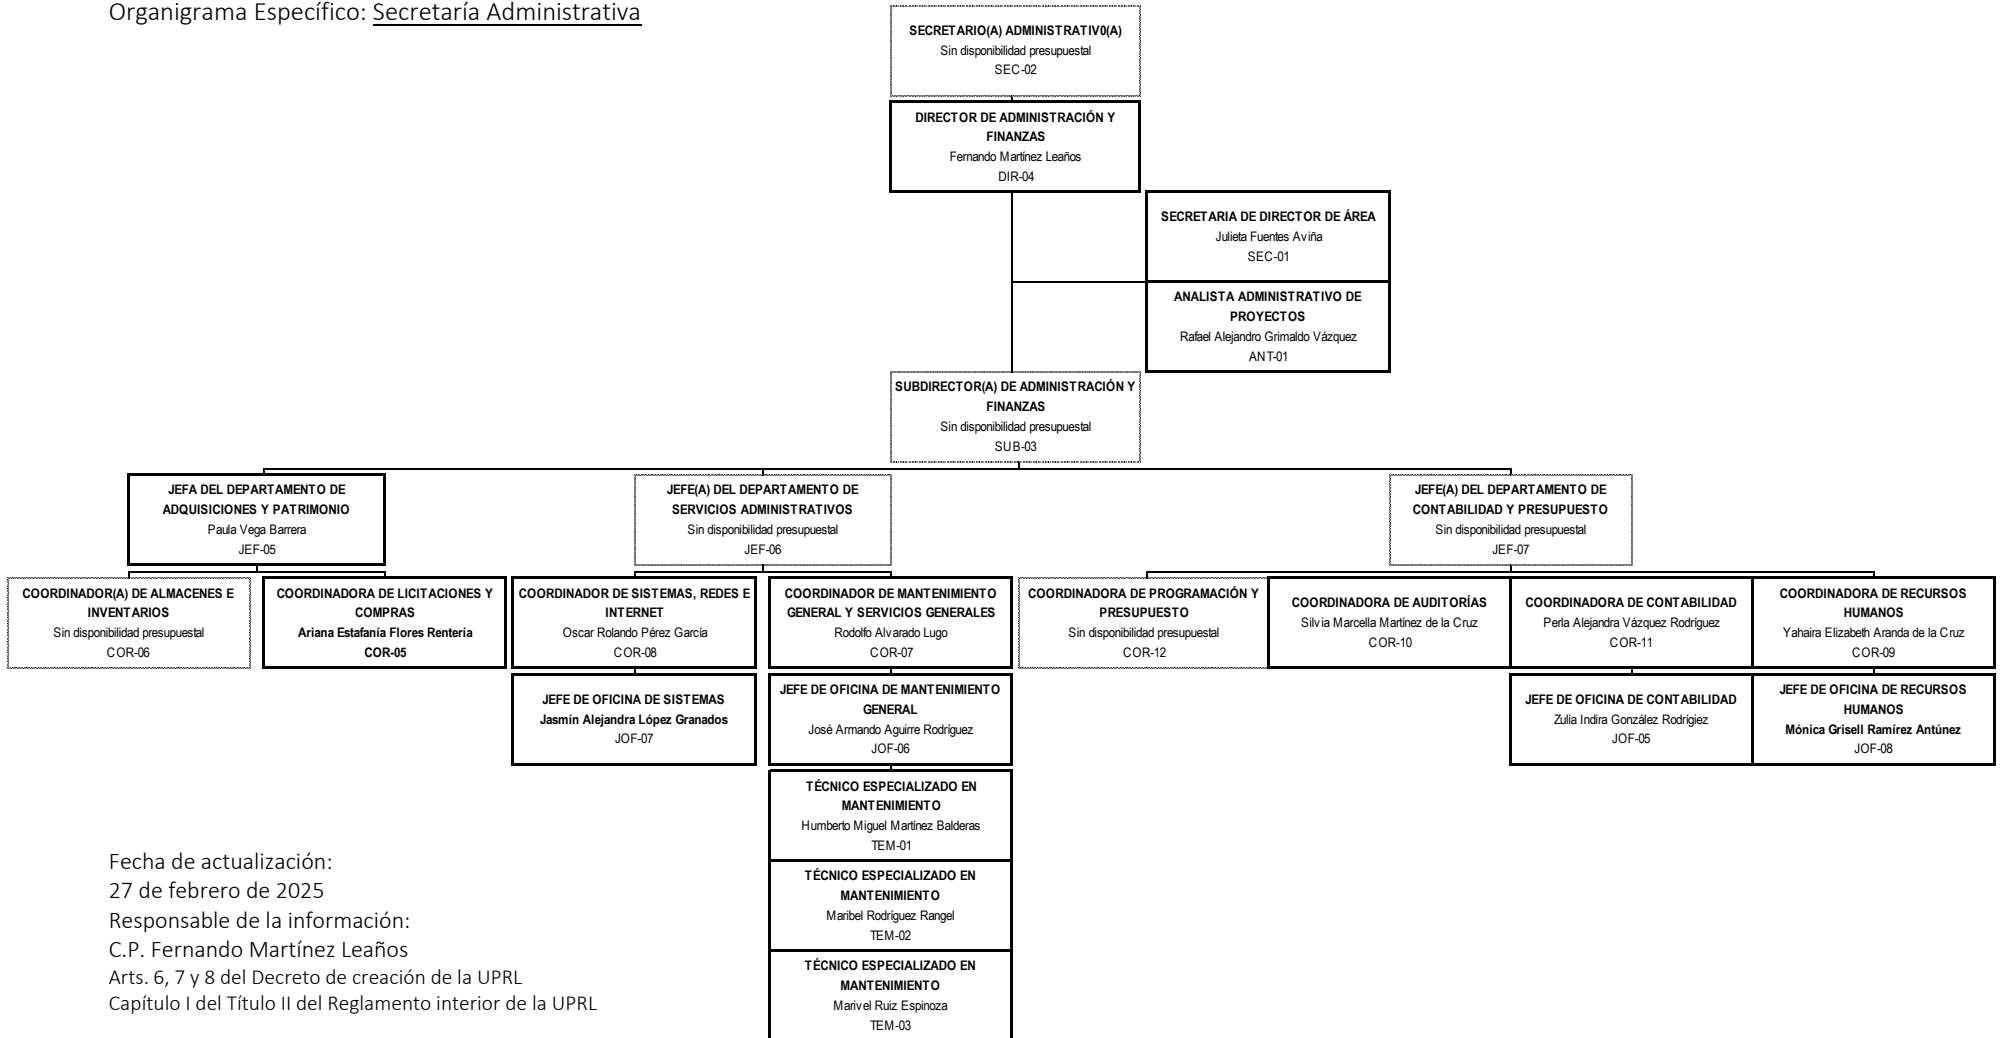 Organigrama Específico: Secretaría Administrativa
SECRETARIO(A) ADMINISTRATIV0(A)
Sin disponibilidad presupuestal
SEC-02
DIRECTOR DE ADMINISTRACIÓN Y
FINANZAS
Fernando Martínez Leaños
DIR-04
SECRETARIA DE DIRECTOR DE ÁREA
Julieta Fuentes Aviña
SEC-01
ANALISTA ADMINISTRATIVO DE
PROYECTOS
Rafael Alejandro Grimaldo Vázquez
ANT-01
SUBDIRECTOR(A) DE ADMINISTRACIÓN Y
FINANZAS
Sin disponibilidad presupuestal
SUB-03
JEFA DEL DEPARTAMENTO DE
ADQUISICIONES Y PATRIMONIO
Paula Vega Barrera
JEF-05
JEFE(A) DEL DEPARTAMENTO DE
SERVICIOS ADMINISTRATIVOS
Sin disponibilidad presupuestal
JEF-06
JEFE(A) DEL DEPARTAMENTO DE
CONTABILIDAD Y PRESUPUESTO
Sin disponibilidad presupuestal
JEF-07
COORDINADOR(A) DE ALMACENES E
INVENTARIOS
Sin disponibilidad presupuestal
COR-06
COORDINADORA DE LICITACIONES Y
COMPRAS
Ariana Estafanía Flores Rentería
COR-05
COORDINADOR DE SISTEMAS, REDES E
INTERNET
Oscar Rolando Pérez García
COR-08
COORDINADOR DE MANTENIMIENTO
GENERAL Y SERVICIOS GENERALES
Rodolfo Alvarado Lugo
COR-07
COORDINADORA DE PROGRAMACIÓN Y
PRESUPUESTO
Sin disponibilidad presupuestal
COR-12
COORDINADORA DE AUDITORÍAS
Silvia Marcella Martínez de la Cruz
COR-10
COORDINADORA DE CONTABILIDAD
Perla Alejandra Vázquez Rodríguez
COR-11
COORDINADORA DE RECURSOS
HUMANOS
Yahaira Elizabeth Aranda de la Cruz
COR-09
JEFE DE OFICINA DE SISTEMAS
Jasmín Alejandra López Granados
JOF-07
JEFE DE OFICINA DE MANTENIMIENTO
GENERAL
José Armando Aguirre Rodríguez
JOF-06
JEFE DE OFICINA DE CONTABILIDAD
Zulia Indira González Rodrígiez
JOF-05
JEFE DE OFICINA DE RECURSOS
HUMANOS
Mónica Grisell Ramírez Antúnez
JOF-08
TÉCNICO ESPECIALIZADO EN
MANTENIMIENTO
Humberto Miguel Martínez Balderas
TEM-01
TÉCNICO ESPECIALIZADO EN
MANTENIMIENTO
Maribel Rodríguez Rangel
TEM-02
TÉCNICO ESPECIALIZADO EN
MANTENIMIENTO
Marivel Ruiz Espinoza
TEM-03
Fecha de actualización:
27 de febrero de 2025
Responsable de la información:
C.P. Fernando Martínez Leaños
Arts. 6, 7 y 8 del Decreto de creación de la UPRL
Capítulo I del Título II del Reglamento interior de la UPRL